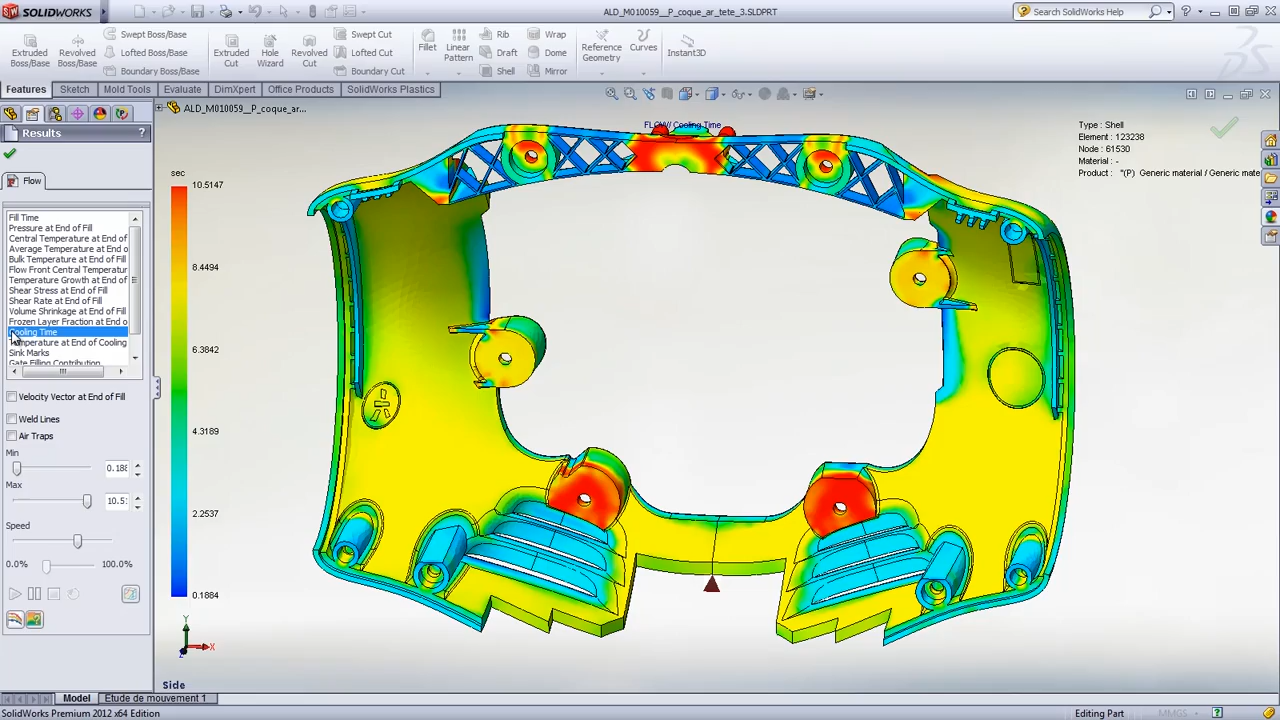 SOLIDWORKS
ALD_M010059__P_coque_ar_tete_3.SLDPRT
Search SolidWorks Help
Extruded Boss/Base
Revolved Boss/Base
Swept Boss/Base
Lofted Boss/Base
Boundary Boss/Base
Extruded Cut
Hole Wizard
Revolved Cut
Swept Cut
Lofted Cut
Boundary Cut
Fillet
Linear Pattern
Rib
Draft
Shell
Wrap
Dome
Mirror
Reference Geometry
Curves
Instant3D
Features
Sketch
Mold Tools
Evaluate
DimXpert
Office Products
SolidWorks Plastics
ALD_M010059__P_coque_ar...
Results
?
Flow
Fill Time
Pressure at End of Fill
Central Temperature at End of
Average Temperature at End o
Bulk Temperature at End of Fill
Flow Front Central Temperatur
Temperature Growth at End of
Shear Stress at End of Fill
Shear Rate at End of Fill
Volume Shrinkage at End of Fill
Frozen Layer Fraction at End o
Cooling Time
Temperature at End of Cooling
Sink Marks
Gate Filling Contribution
Velocity Vector at End of Fill
Weld Lines
Air Traps
Min
0.188
Max
10.51
Speed
0.0%
100.0%
sec
10.5147
8.4494
6.3842
4.3189
2.2537
0.1884
FLOW/ Cooling Time
Type : Shell
Element : 123238
Node : 61530
Material : -
Product : "(P) Generic material / Generic mate
Y
X
Z
Side
Model
Etude de mouvement 1
SolidWorks Premium 2012 x64 Edition
Editing Part
MMGS